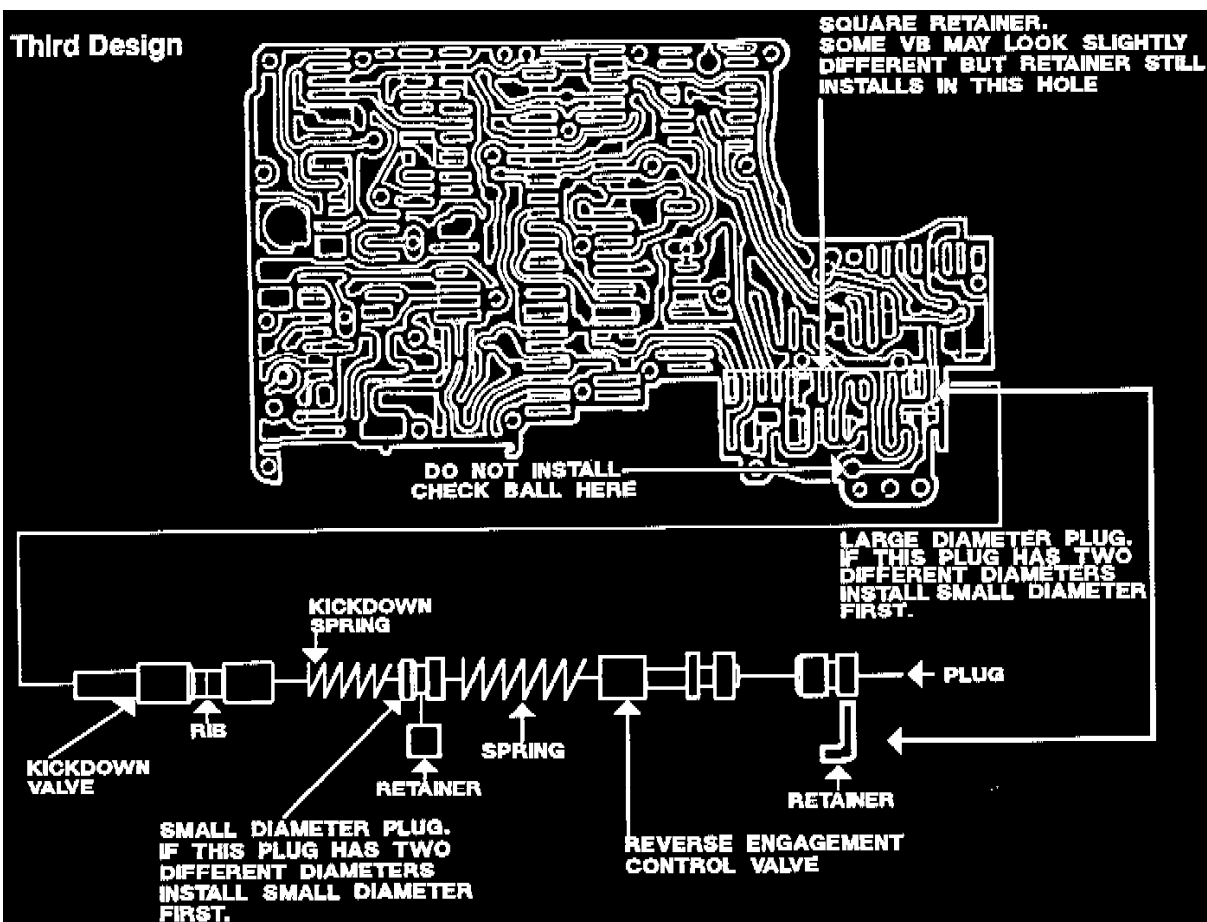 Third Design
SQUARE RETAINER.
SOME VB MAY LOOK SLIGHTLY
DIFFERENT BUT RETAINER STILL
INSTALLS IN THIS HOLE
DO NOT INSTALL
CHECK BALL HERE
LARGE DIAMETER PLUG.
IF THIS PLUG HAS TWO
DIFFERENT DIAMETERS
INSTALL SMALL DIAMETER
FIRST.
KICKDOWN
SPRING
PLUG
RIB
SPRING
KICKDOWN
VALVE
RETAINER
RETAINER
SMALL DIAMETER PLUG.
IF THIS PLUG HAS TWO
DIFFERENT DIAMETERS
INSTALL SMALL DIAMETER
FIRST.
REVERSE ENGAGEMENT
CONTROL VALVE